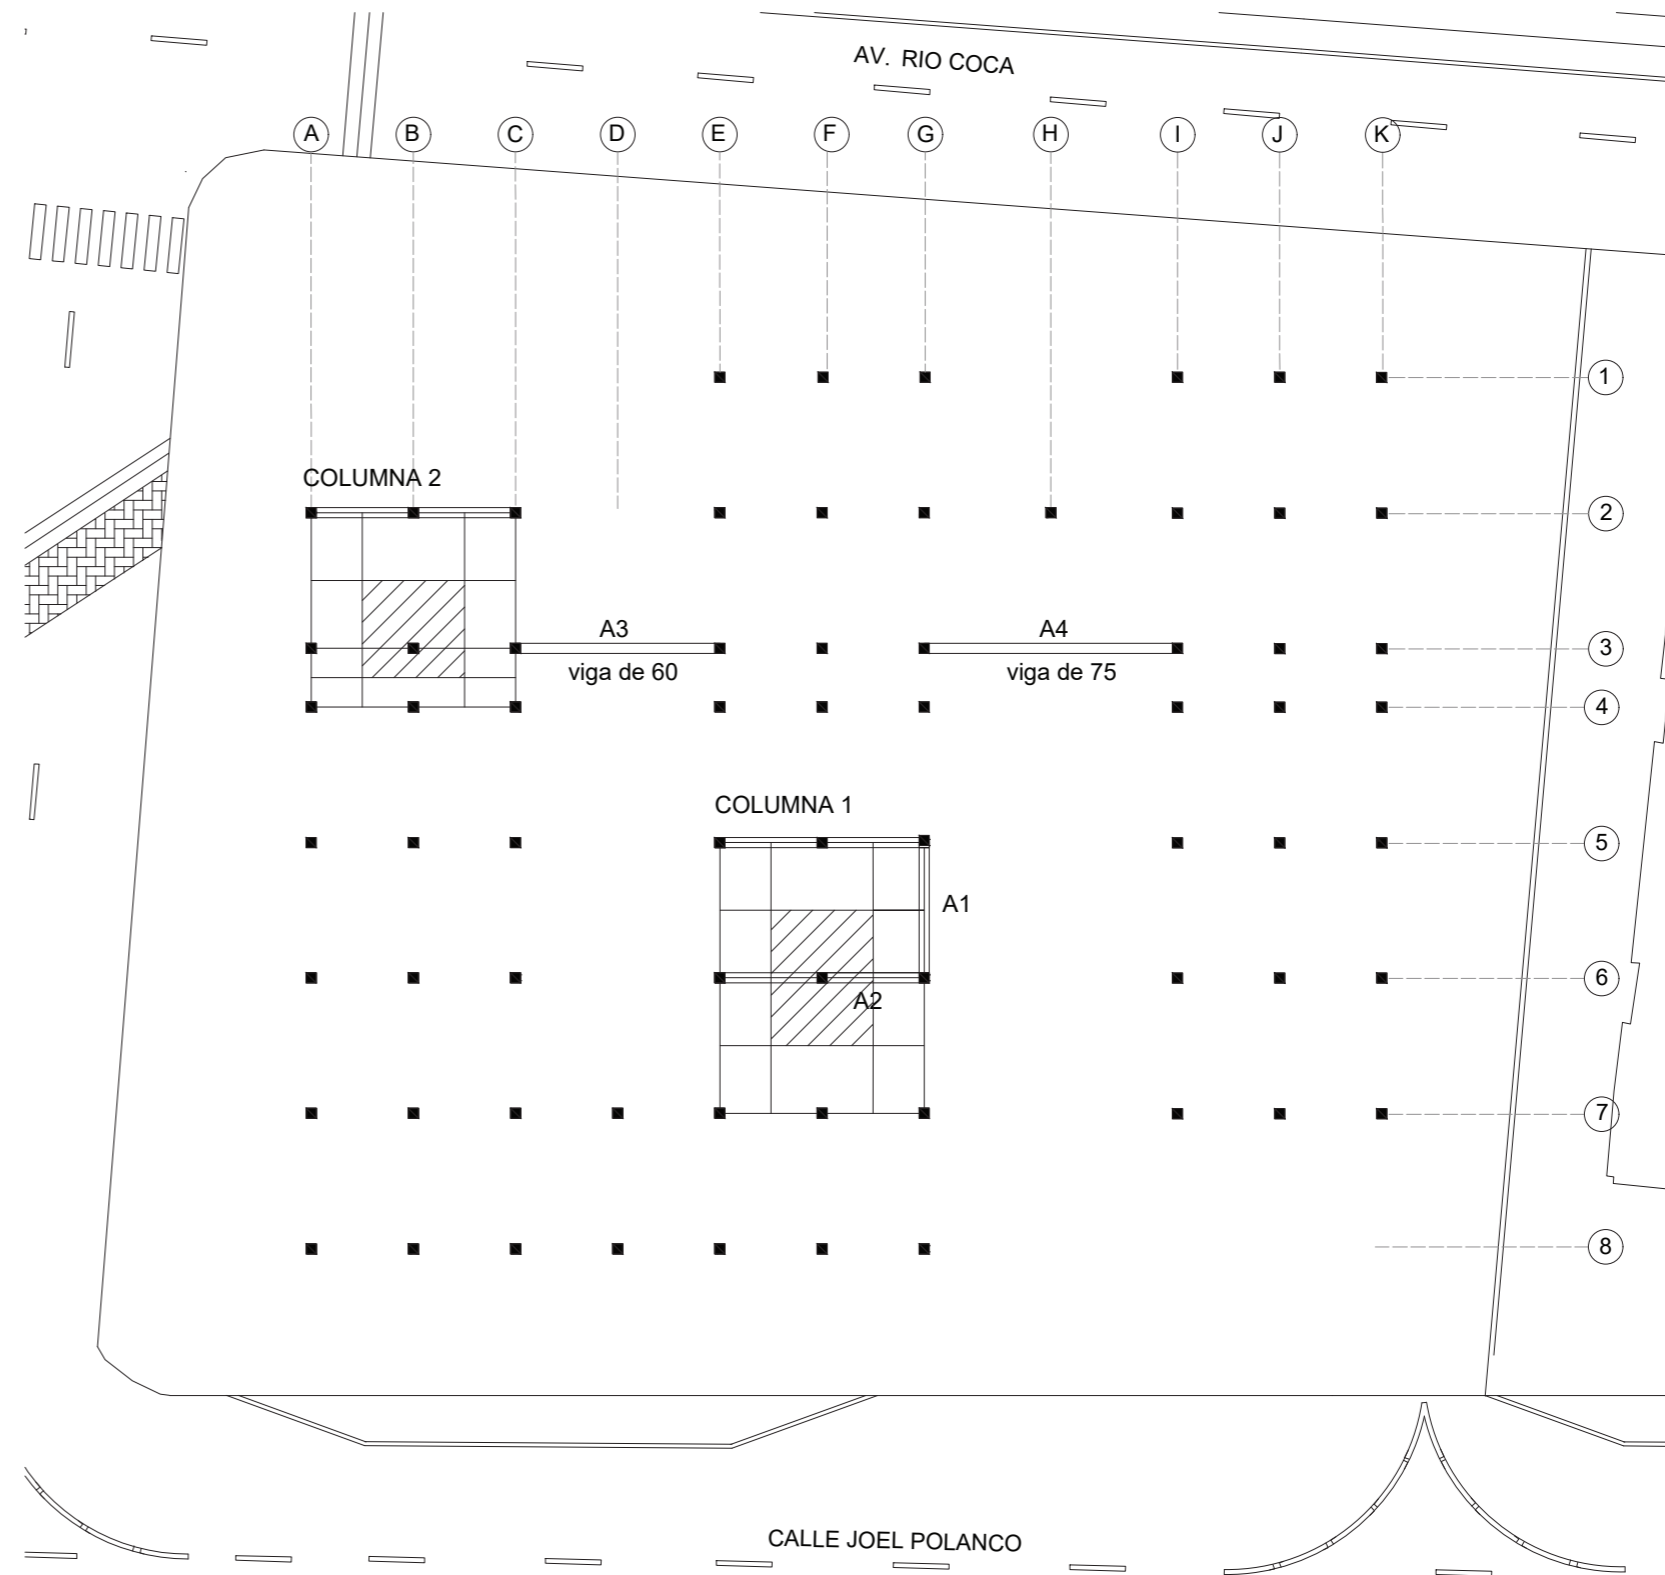 AV. RIO COCA
A B C D E F G H I J K
1
COLUMNA 2
2
A3 A4
3
viga de 60 viga de 75
4
COLUMNA 1
5
A1
6
A2
7
8
CALLE JOEL POLANCO